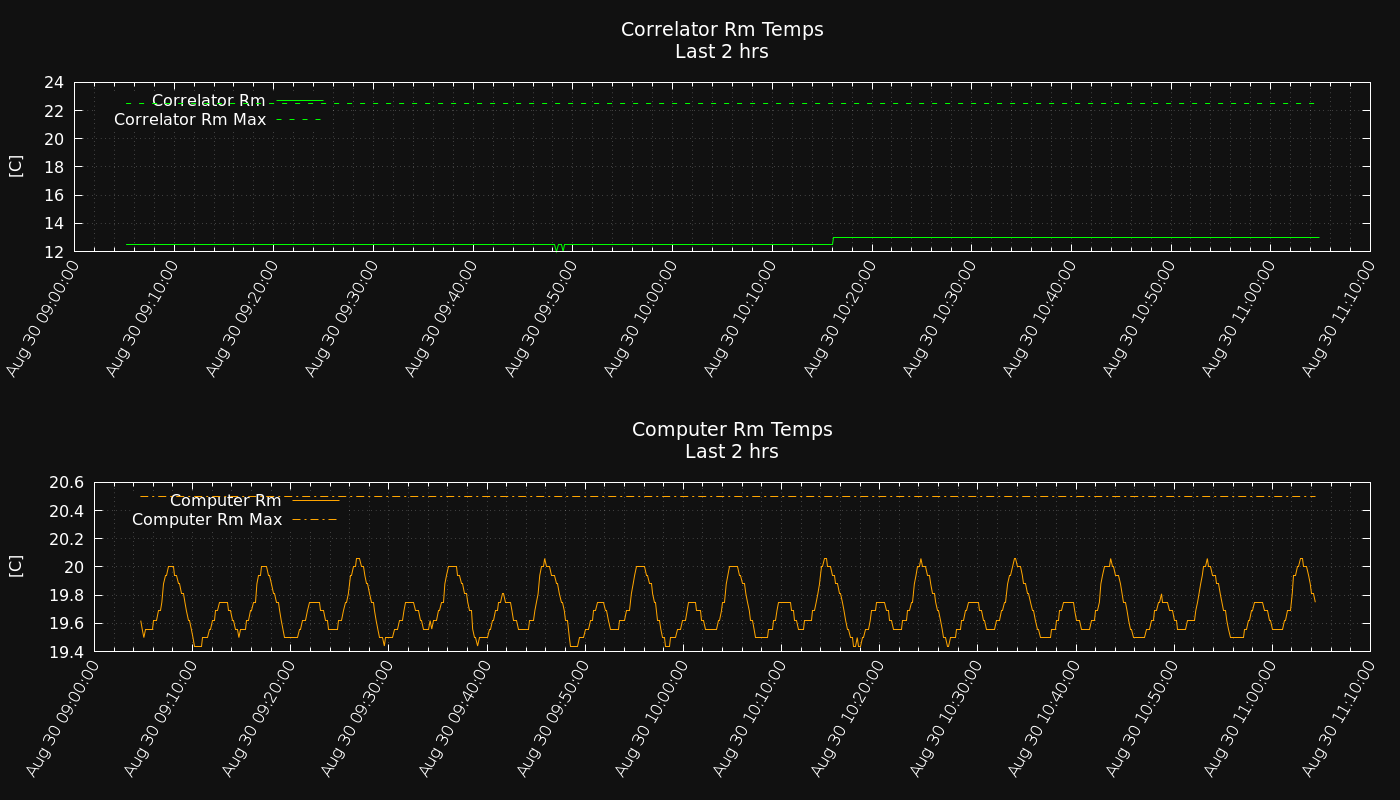 Correlator Rm Temps
Last 2 hrs
24
22
20
18
16
14
12
[C]
Correlator Rm
Correlator Rm Max
Aug 30 09:00:00
Aug 30 09:10:00
Aug 30 09:20:00
Aug 30 09:30:00
Aug 30 09:40:00
Aug 30 09:50:00
Aug 30 10:00:00
Aug 30 10:10:00
Aug 30 10:20:00
Aug 30 10:30:00
Aug 30 10:40:00
Aug 30 10:50:00
Aug 30 11:00:00
Aug 30 11:10:00
Computer Rm Temps
Last 2 hrs
20.6
20.4
20.2
20
19.8
19.6
19.4
[C]
Computer Rm
Computer Rm Max
Aug 30 09:00:00
Aug 30 09:10:00
Aug 30 09:20:00
Aug 30 09:30:00
Aug 30 09:40:00
Aug 30 09:50:00
Aug 30 10:00:00
Aug 30 10:10:00
Aug 30 10:20:00
Aug 30 10:30:00
Aug 30 10:40:00
Aug 30 10:50:00
Aug 30 11:00:00
Aug 30 11:10:00